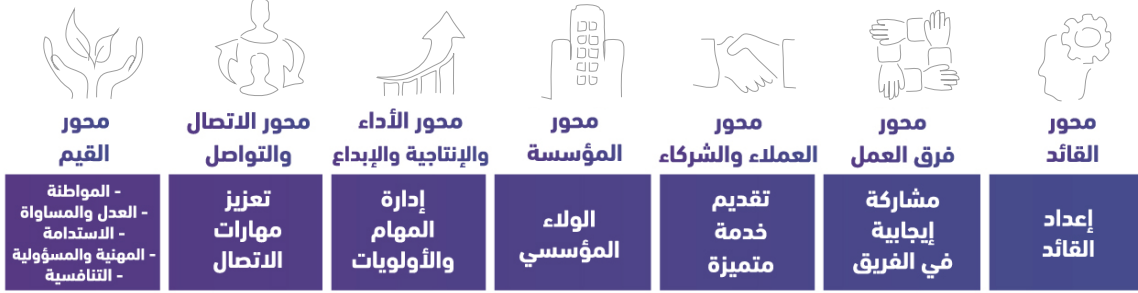 محور
القائد
إعداد
القائد
محور
فرق العمل
مشاركة
إيجابية
في الفريق
محور
العملاء والشركاء
تقديم
خدمة
متميزة
محور
المؤسسة
الولاء
المؤسسي
محور الأداء
والإنتاجية والإبداع
إدارة
المهام
والأولويات
محور الاتصال
والتواصل
تعزيز
مهارات
الاتصال
محور
القيم
- المواطنة
- العدل والمساواة
- الاستدامة
- المهنية والمسؤولية
- التنافسية